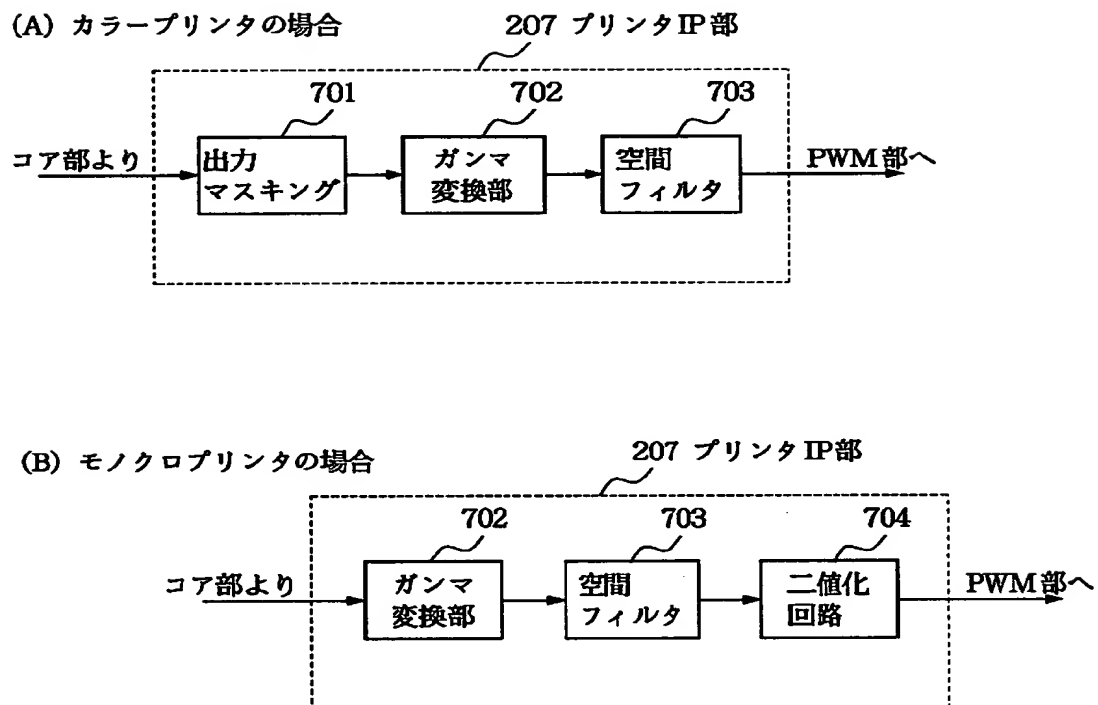 (A) カラープリンタの場合
207 プリンタIP部
701
702
703
コア部より
出力
マスキング
ガンマ
変換部
空間
フィルタ
PWM部へ
(B) モノクロプリンタの場合
207 プリンタIP部
702
703
704
コア部より
ガンマ
変換部
空間
フィルタ
二値化
回路
PWM部へ